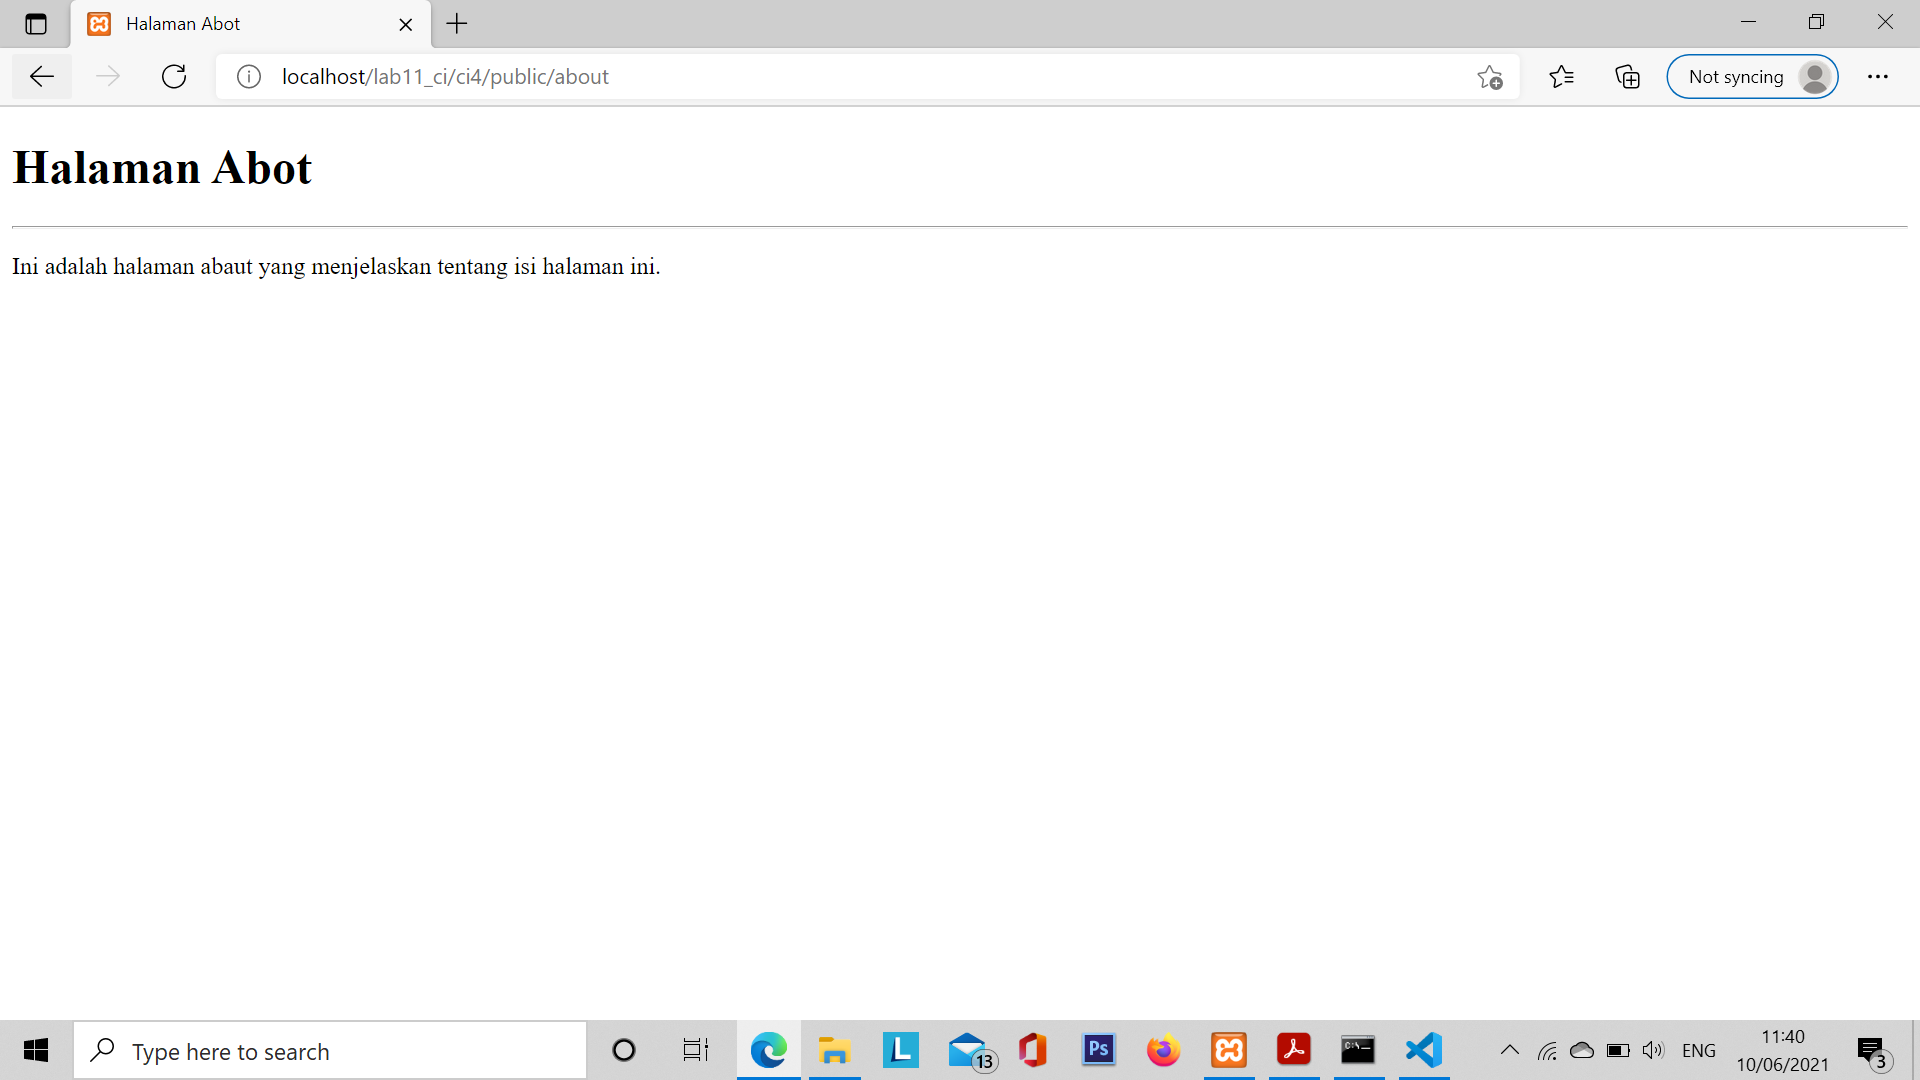 Halaman Abot
localhost/lab11_ci/ci4/public/about
Not syncing
Halaman Abot
Ini adalah halaman abaut yang menjelaskan tentang isi halaman ini.
Type here to search
L
13
Ps
C:\
ENG
11:40
10/06/2021
3